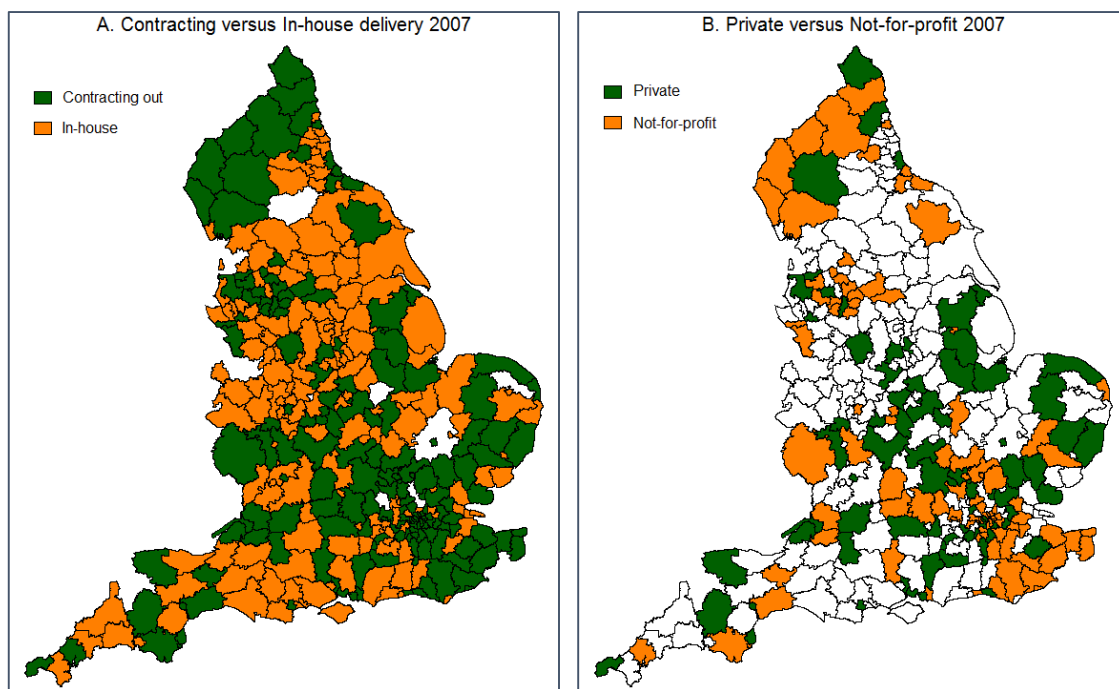 A. Contracting versus In-house delivery 2007
Contracting out
In-house
B. Private versus Not-for-profit 2007
Private
Not-for-profit